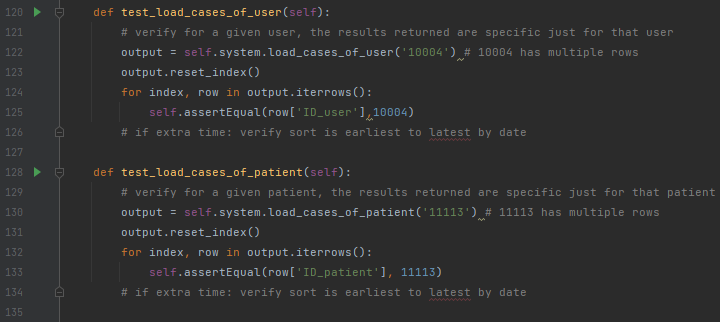 120 def test_load_cases_of_user(self):
121 # verify for a given user, the results returned are specific just for that user
122 output = self.system.load_cases_of_user('10004') # 10004 has multiple rows
123 output.reset_index()
124 for index, row in output.iterrows():
125 self.assertEqual(row['ID_user'],10004)
126 # if extra time: verify sort is earliest to latest by date
127
128 def test_load_cases_of_patient(self):
129 # verify for a given patient, the results returned are specific just for that patient
130 output = self.system.load_cases_of_patient('11113') # 11113 has multiple rows
131 output.reset_index()
132 for index, row in output.iterrows():
133 self.assertEqual(row['ID_patient'], 11113)
134 # if extra time: verify sort is earliest to latest by date
135